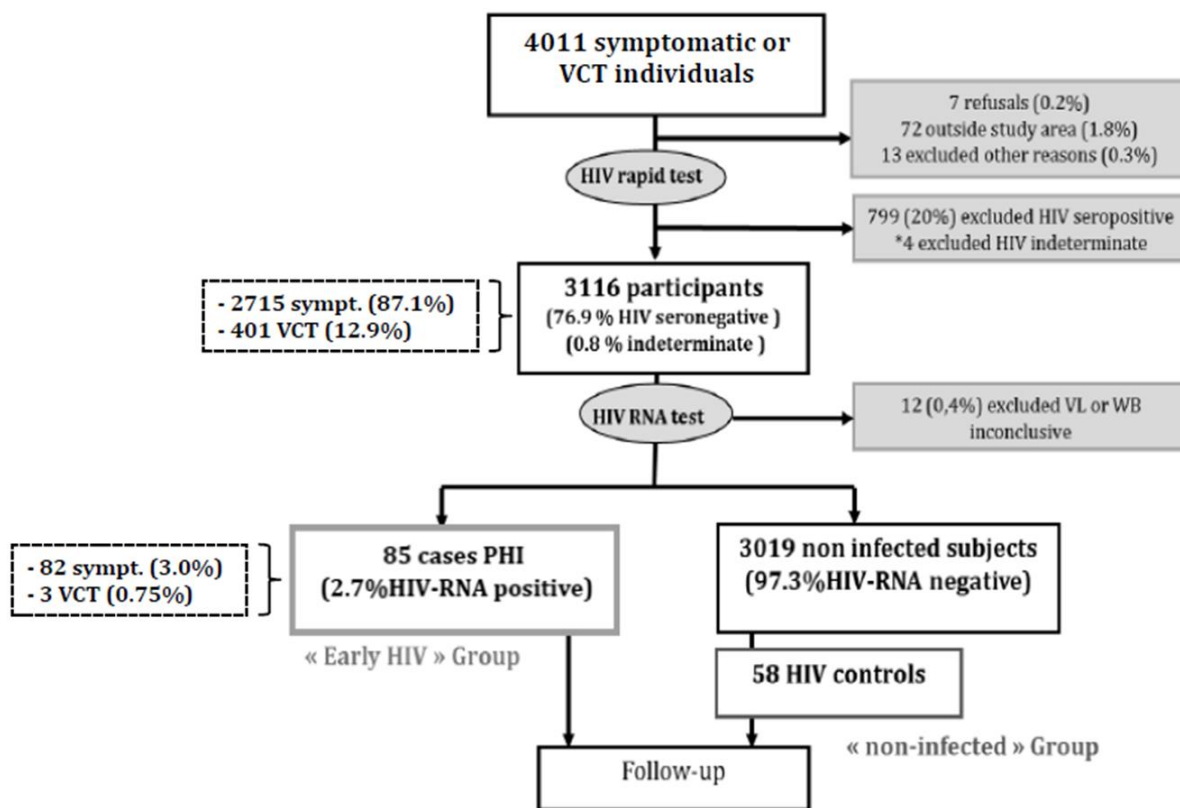 4011 symptomatic or
VCT individuals
7 refusals (0.2%)
72 outside study area (1.8%)
13 excluded other reasons (0.3%)
HIV rapid test
799 (20%) excluded HIV seropositive
*4 excluded HIV indeterminate
- 2715 sympt. (87.1%)
- 401 VCT (12.9%)
3116 participants
(76.9 % HIV seronegative )
(0.8 % indeterminate )
HIV RNA test
12 (0,4%) excluded VL or WB
inconclusive
- 82 sympt. (3.0%)
- 3 VCT (0.75%)
85 cases PHI
(2.7%HIV-RNA positive)
« Early HIV » Group
3019 non infected subjects
(97.3%HIV-RNA negative)
58 HIV controls
« non-infected » Group
Follow-up